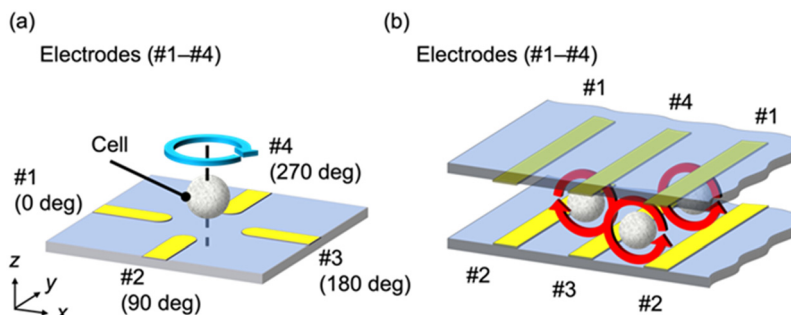 (a)
Electrodes (#1–#4)
Cell
#4
(270 deg)
#1
(0 deg)
#2
(90 deg)
#3
(180 deg)
z
y
x
(b)
Electrodes (#1–#4)
#1
#4
#1
#2
#3
#2